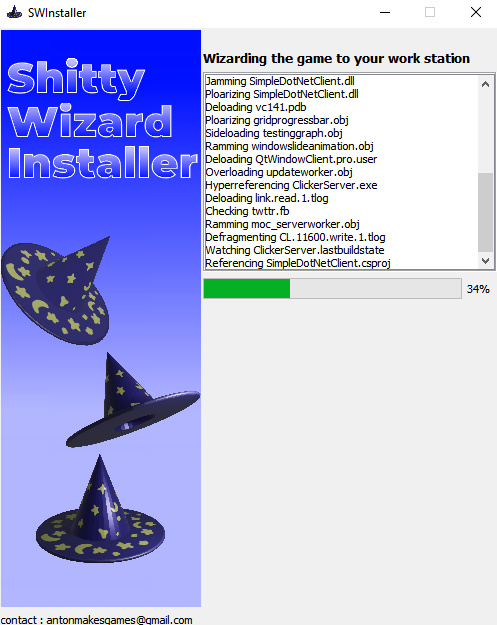 SWInstaller
Shitty
Wizard
Installer
Wizarding the game to your work station
Jamming SimpleDotNetClient.dll
Ploarizing SimpleDotNetClient.dll
Deloading vc141.pdb
Ploarizing gridprogressbar.obj
Sideloading testinggraph.obj
Ramming windowslideanimation.obj
Deloading QtWindowClient.pro.user
Overloading updateworker.obj
Hyperreferencing ClickerServer.exe
Deloading link.read.1.tlog
Checking twttr.fb
Ramming moc_serverworker.obj
Defragmenting CL.11600.write.1.tlog
Watching ClickerServer.lastbuildstate
Referencing SimpleDotNetClient.csproj
34%
contact : antonmakesgames@gmail.com